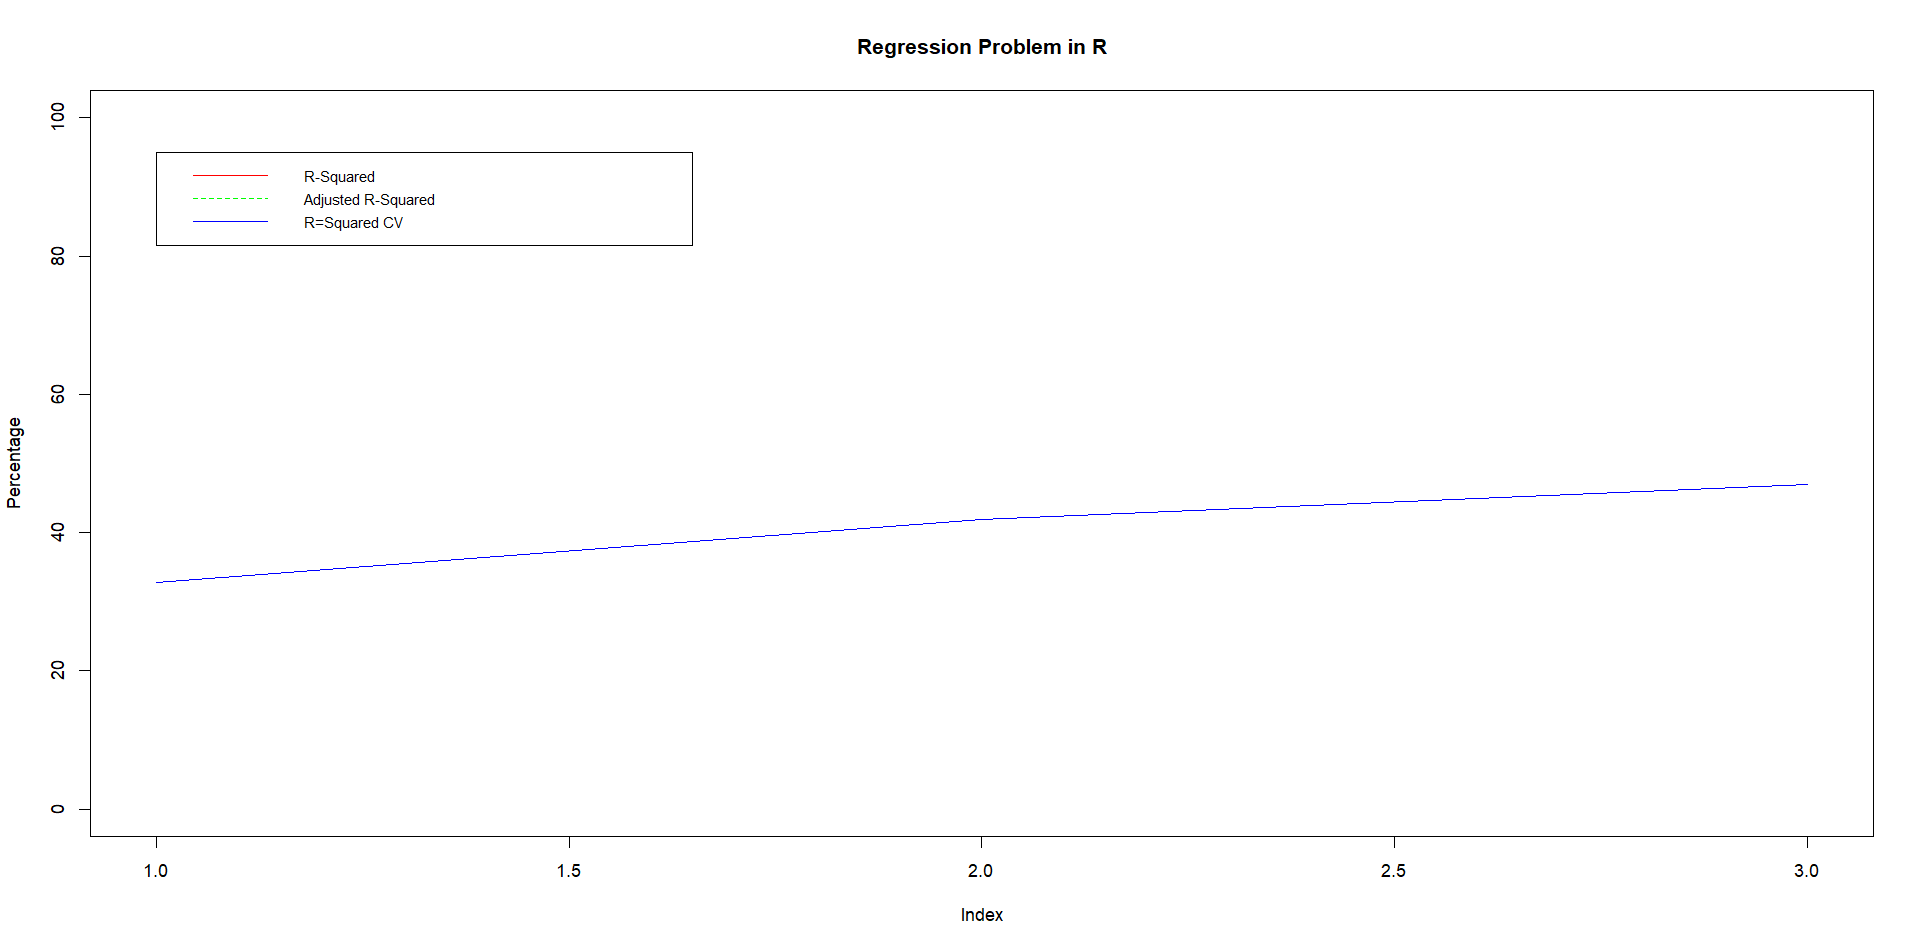 Regression Problem in R
100
80
60
40
20
0
Percentage
R-Squared
Adjusted R-Squared
R=Squared CV
1.0 1.5 2.0 2.5 3.0
Index